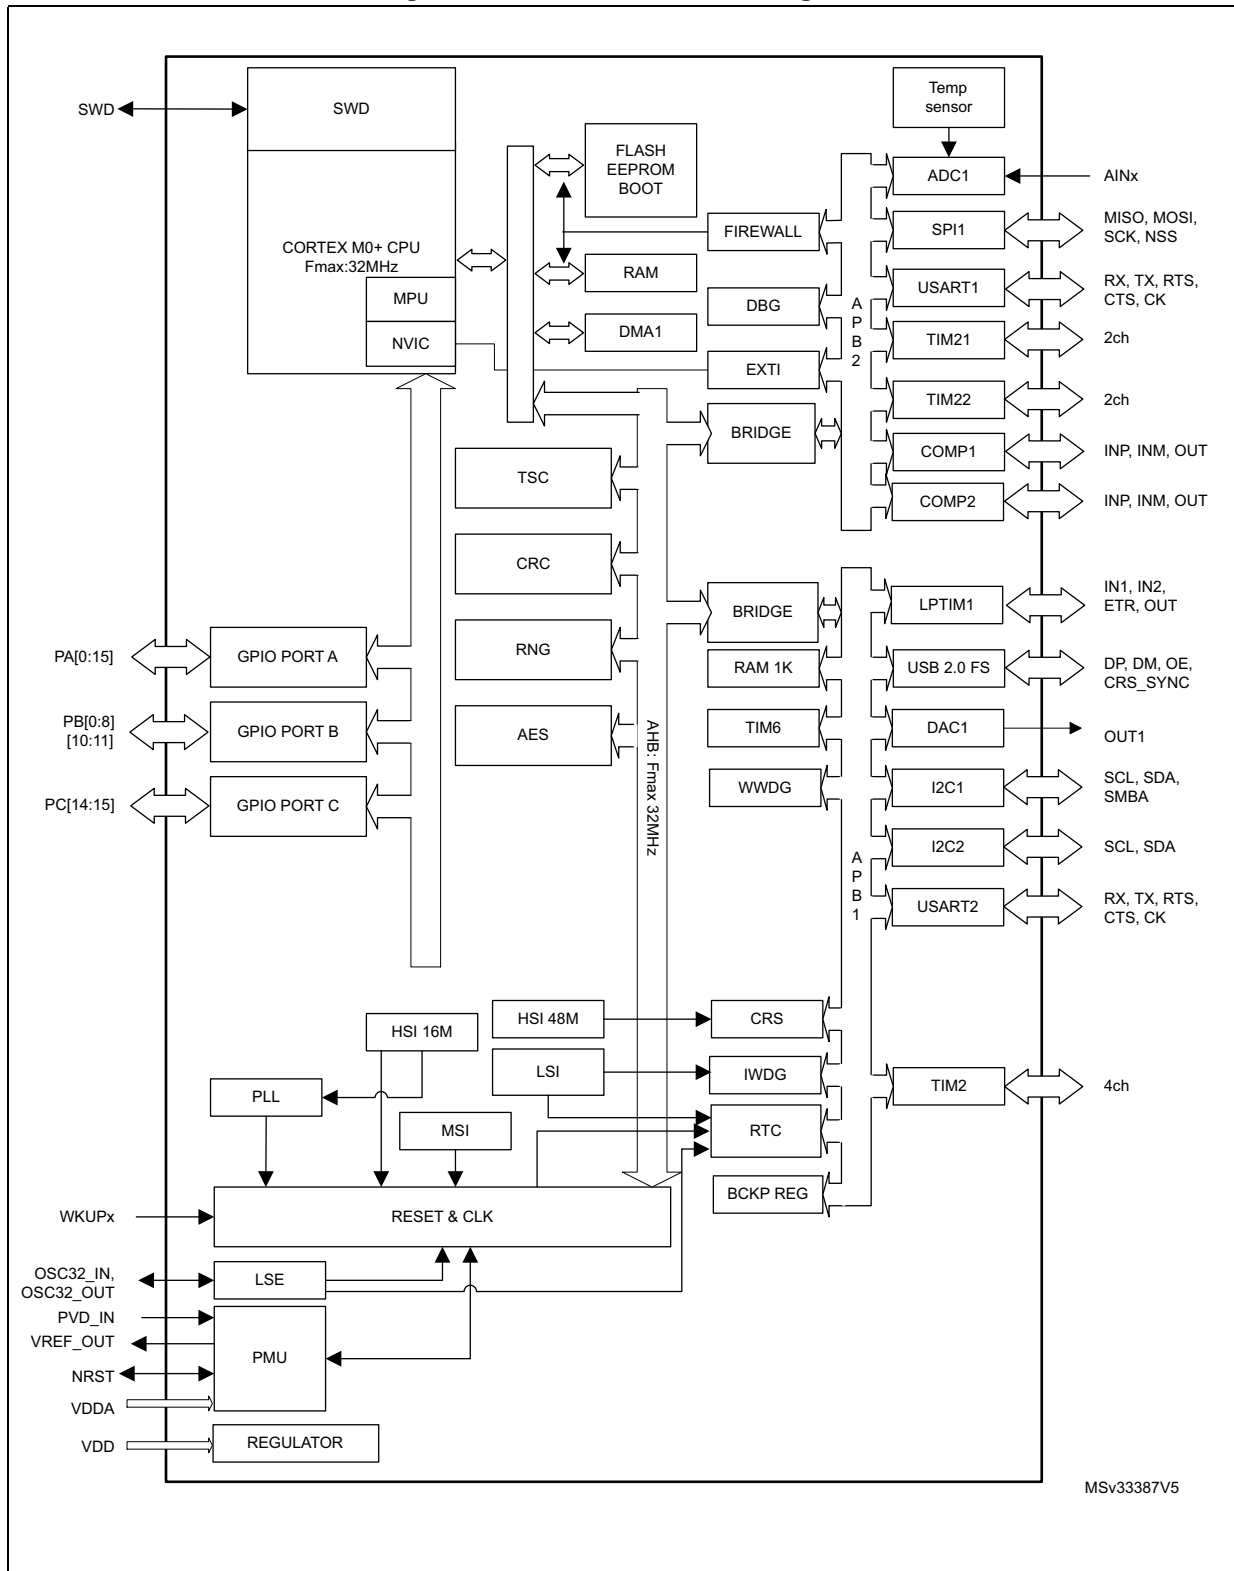 SWD
SWD
CORTEX M0+ CPU
Fmax:32MHz
MPU
NVIC
FLASH
EEPROM
BOOT
RAM
DMA1
FIREWALL
DBG
EXTI
BRIDGE
A
P
B
2
Temp
sensor
ADC1
AINx
SPI1
MISO, MOSI,
SCK, NSS
USART1
RX, TX, RTS,
CTS, CK
TIM21
2ch
TIM22
2ch
COMP1
INP, INM, OUT
COMP2
INP, INM, OUT
TSC
CRC
RNG
AES
AHB: Fmax 32MHz
PA[0:15]
GPIO PORT A
PB[0:8]
[10:11]
GPIO PORT B
PC[14:15]
GPIO PORT C
BRIDGE
RAM 1K
TIM6
WWDG
A
P
B
1
LPTIM1
IN1, IN2,
ETR, OUT
USB 2.0 FS
DP, DM, OE,
CRS_SYNC
DAC1
OUT1
I2C1
SCL, SDA,
SMBA
I2C2
SCL, SDA
USART2
RX, TX, RTS,
CTS, CK
HSI 16M
HSI 48M
CRS
LSI
IWDG
PLL
MSI
RTC
TIM2
4ch
BCKP REG
WKUPx
RESET & CLK
OSC32_IN,
OSC32_OUT
LSE
PVD_IN
VREF_OUT
NRST
VDDA
PMU
VDD
REGULATOR
MSv33387V5